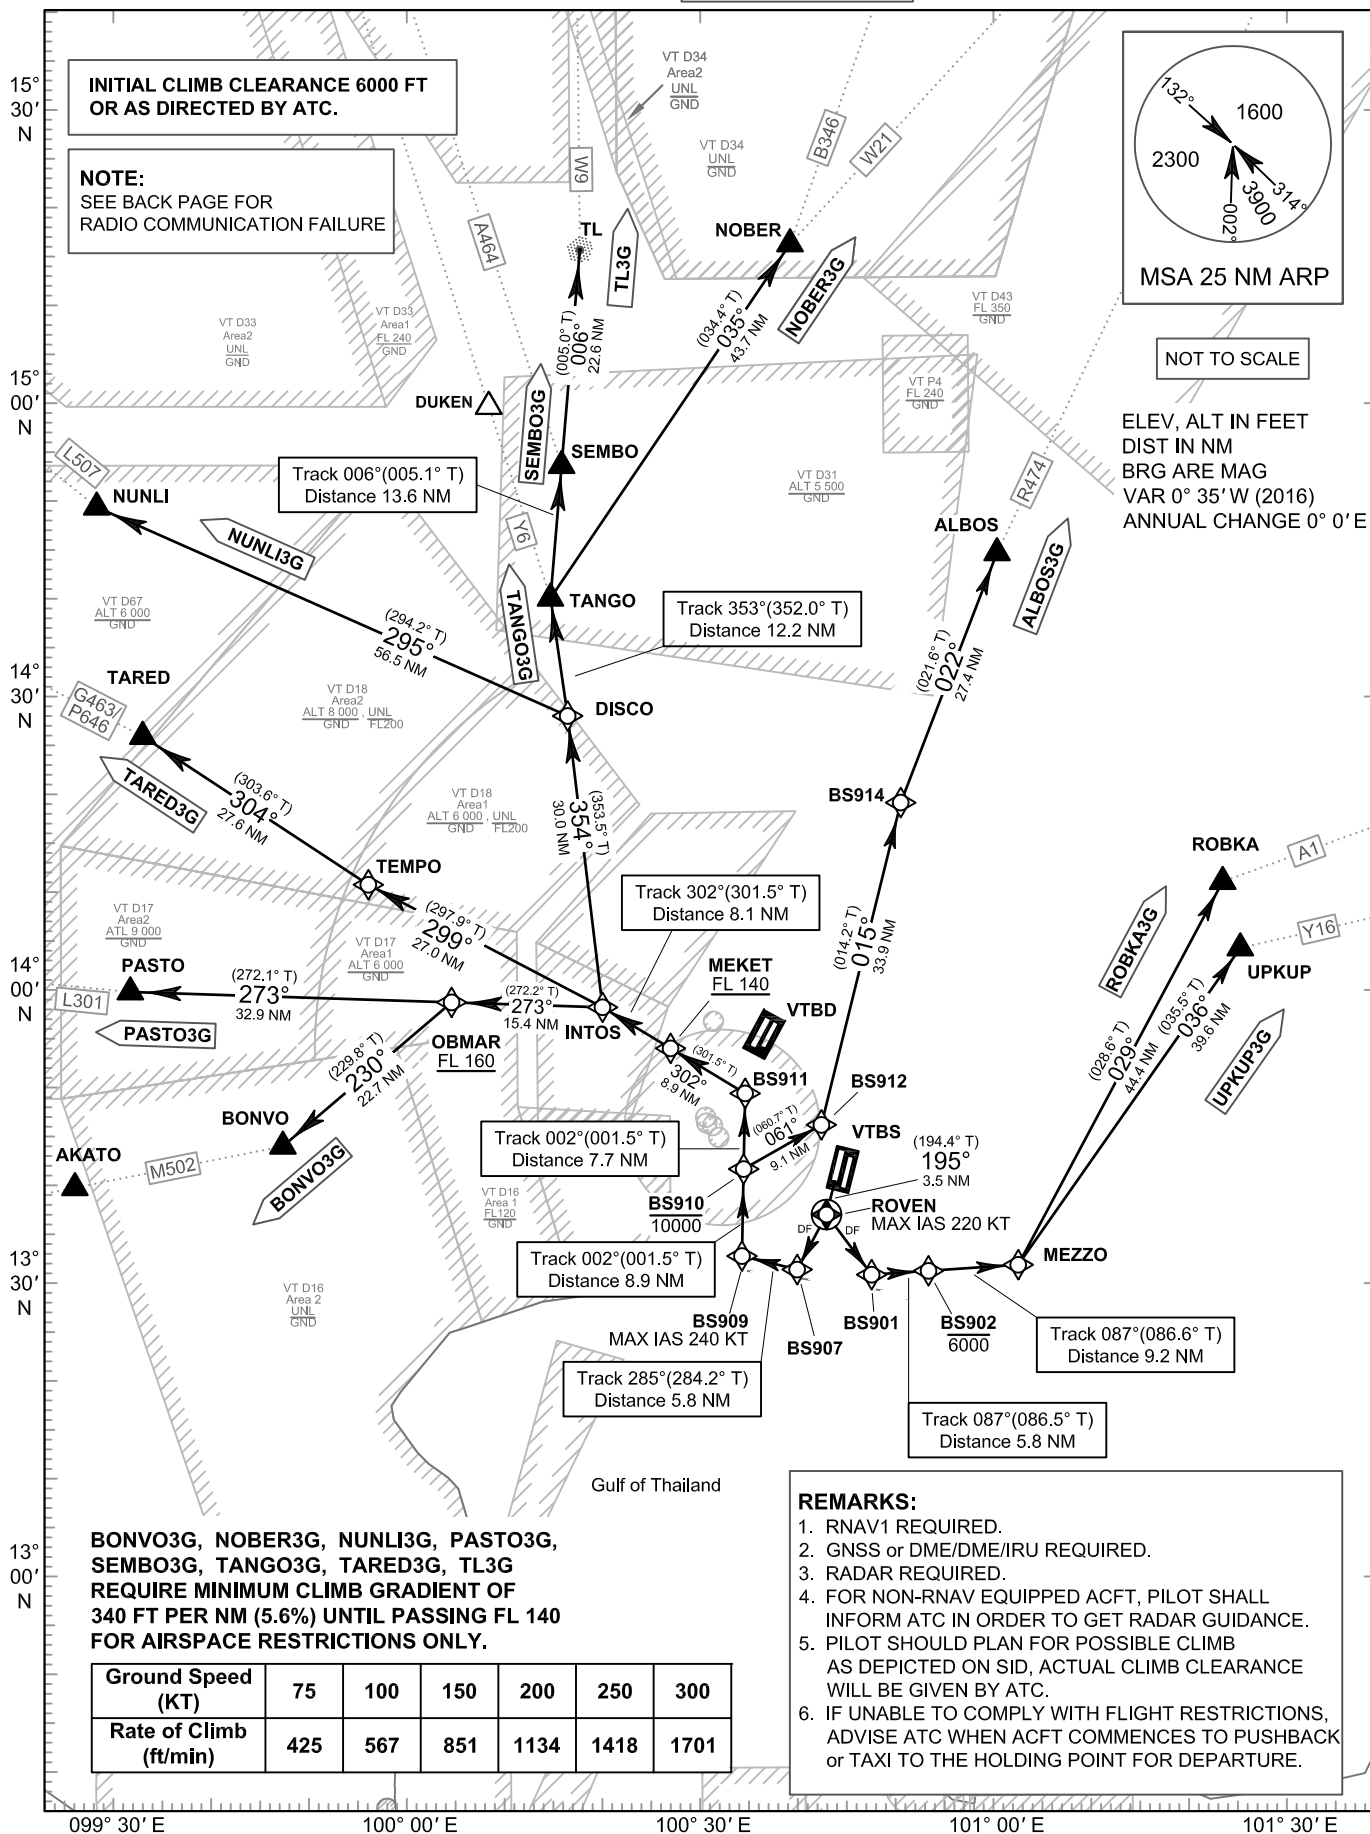 INITIAL CLIMB CLEARANCE 6000 FT
OR AS DIRECTED BY ATC.
NOTE:
SEE BACK PAGE FOR
RADIO COMMUNICATION FAILURE
132°
1600
2300
3900
314°
002°
MSA 25 NM ARP
NOT TO SCALE
ELEV, ALT IN FEET
DIST IN NM
BRG ARE MAG
VAR 0° 35' W (2016)
ANNUAL CHANGE 0° 0' E
15°
30'
N
15°
00'
N
14°
30'
N
14°
00'
N
13°
30'
N
13°
00'
N
VT D34
Area2
UNL
GND
VT D34
UNL
GND
B346
W21
W9
A464
TL
TL3G
NOBER
NOBER3G
(034.4° T)
035°
43.7 NM
(005.0° T)
006°
22.6 NM
VT D33
Area2
UNL
GND
VT D33
Area1
FL 240
GND
VT D43
FL 350
GND
VT P4
FL 240
GND
DUKEN
SEMBO3G
SEMBO
Track 006°(005.1° T)
Distance 13.6 NM
VT D31
ALT 5 500
GND
L507
NUNLI
NUNLI3G
Y6
R474
ALBOS
ALBOS3G
TANGO
TANGO3G
Track 353°(352.0° T)
Distance 12.2 NM
VT D67
ALT 6 000
GND
(294.2° T)
295°
56.5 NM
(021.6° T)
022°
27.4 NM
TARED
G463/
P646
TARED3G
VT D18
Area2
ALT 8 000 , UNL
GND FL200
DISCO
(303.6° T)
304°
27.6 NM
VT D18
Area1
ALT 6 000 , UNL
GND FL200
(353.5° T)
354°
30.0 NM
BS914
TEMPO
Track 302°(301.5° T)
Distance 8.1 NM
ROBKA
A1
ROBKA3G
Y16
UPKUP
UPKUP3G
VT D17
Area2
ATL 9 000
GND
VT D17
Area1
ALT 6 000
GND
(297.9° T)
299°
27.0 NM
(014.2° T)
015°
33.9 NM
PASTO
L301
PASTO3G
(272.1° T)
273°
32.9 NM
(272.2° T)
273°
15.4 NM
OBMAR
FL 160
INTOS
MEKET
FL 140
VTBD
(301.5° T)
302°
8.9 NM
BS911
BS912
(028.6° T)
029°
44.4 NM
(035.5° T)
036°
39.6 NM
(229.8° T)
230°
22.7 NM
BONVO
BONVO3G
AKATO
M502
Track 002°(001.5° T)
Distance 7.7 NM
(060.7° T)
061°
9.1 NM
VTBS
(194.4° T)
195°
3.5 NM
VT D16
Area 1
FL120
GND
BS910
10000
ROVEN
MAX IAS 220 KT
DF
DF
Track 002°(001.5° T)
Distance 8.9 NM
MEZZO
VT D16
Area 2
UNL
GND
BS909
MAX IAS 240 KT
BS907
BS901
BS902
6000
Track 087°(086.6° T)
Distance 9.2 NM
Track 285°(284.2° T)
Distance 5.8 NM
Track 087°(086.5° T)
Distance 5.8 NM
Gulf of Thailand
BONVO3G, NOBER3G, NUNLI3G, PASTO3G,
SEMBO3G, TANGO3G, TARED3G, TL3G
REQUIRE MINIMUM CLIMB GRADIENT OF
340 FT PER NM (5.6%) UNTIL PASSING FL 140
FOR AIRSPACE RESTRICTIONS ONLY.
Ground Speed (KT) 75 100 150 200 250 300
Rate of Climb (ft/min) 425 567 851 1134 1418 1701
REMARKS:
1. RNAV1 REQUIRED.
2. GNSS or DME/DME/IRU REQUIRED.
3. RADAR REQUIRED.
4. FOR NON-RNAV EQUIPPED ACFT, PILOT SHALL
INFORM ATC IN ORDER TO GET RADAR GUIDANCE.
5. PILOT SHOULD PLAN FOR POSSIBLE CLIMB
AS DEPICTED ON SID, ACTUAL CLIMB CLEARANCE
WILL BE GIVEN BY ATC.
6. IF UNABLE TO COMPLY WITH FLIGHT RESTRICTIONS,
ADVISE ATC WHEN ACFT COMMENCES TO PUSHBACK
or TAXI TO THE HOLDING POINT FOR DEPARTURE.
099° 30' E
100° 00' E
100° 30' E
101° 00' E
101° 30' E